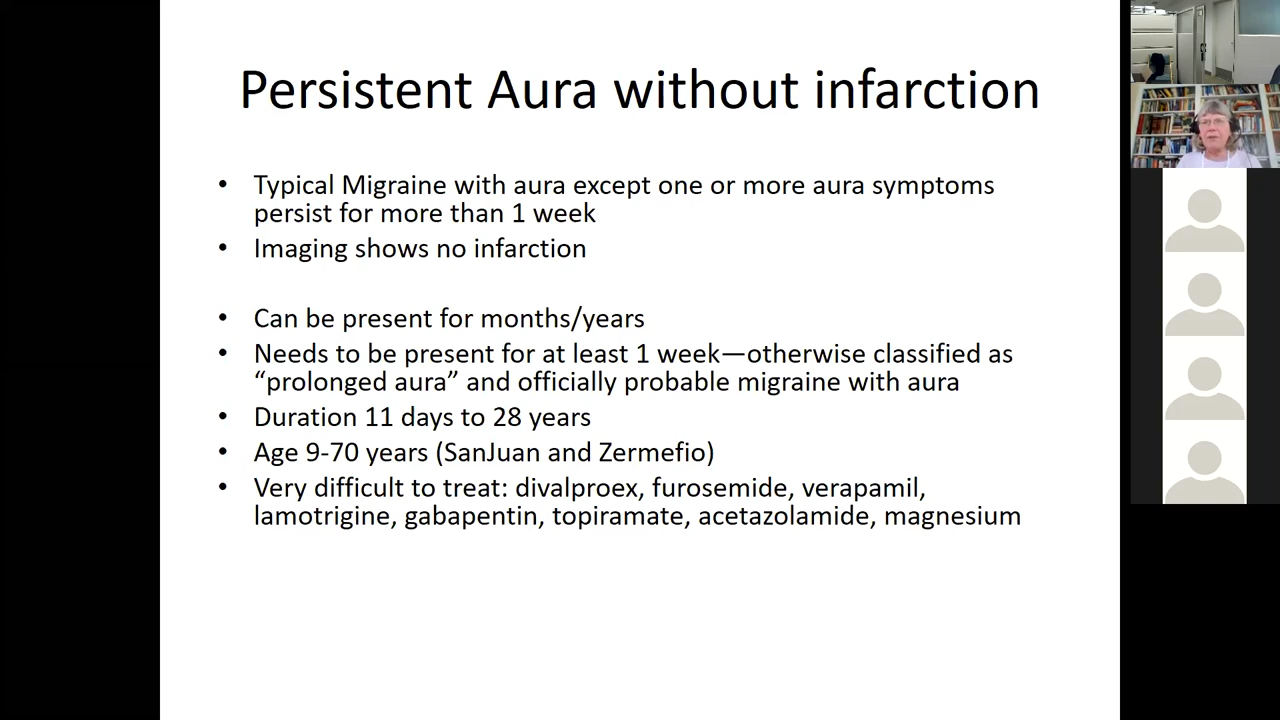 Persistent Aura without infarction
• Typical Migraine with aura except one or more aura symptoms
persist for more than 1 week
• Imaging shows no infarction
• Can be present for months/years
• Needs to be present for at least 1 week—otherwise classified as
“prolonged aura” and officially probable migraine with aura
• Duration 11 days to 28 years
• Age 9-70 years (SanJuan and Zermefio)
• Very difficult to treat: divalproex, furosemide, verapamil,
lamotrigine, gabapentin, topiramate, acetazolamide, magnesium